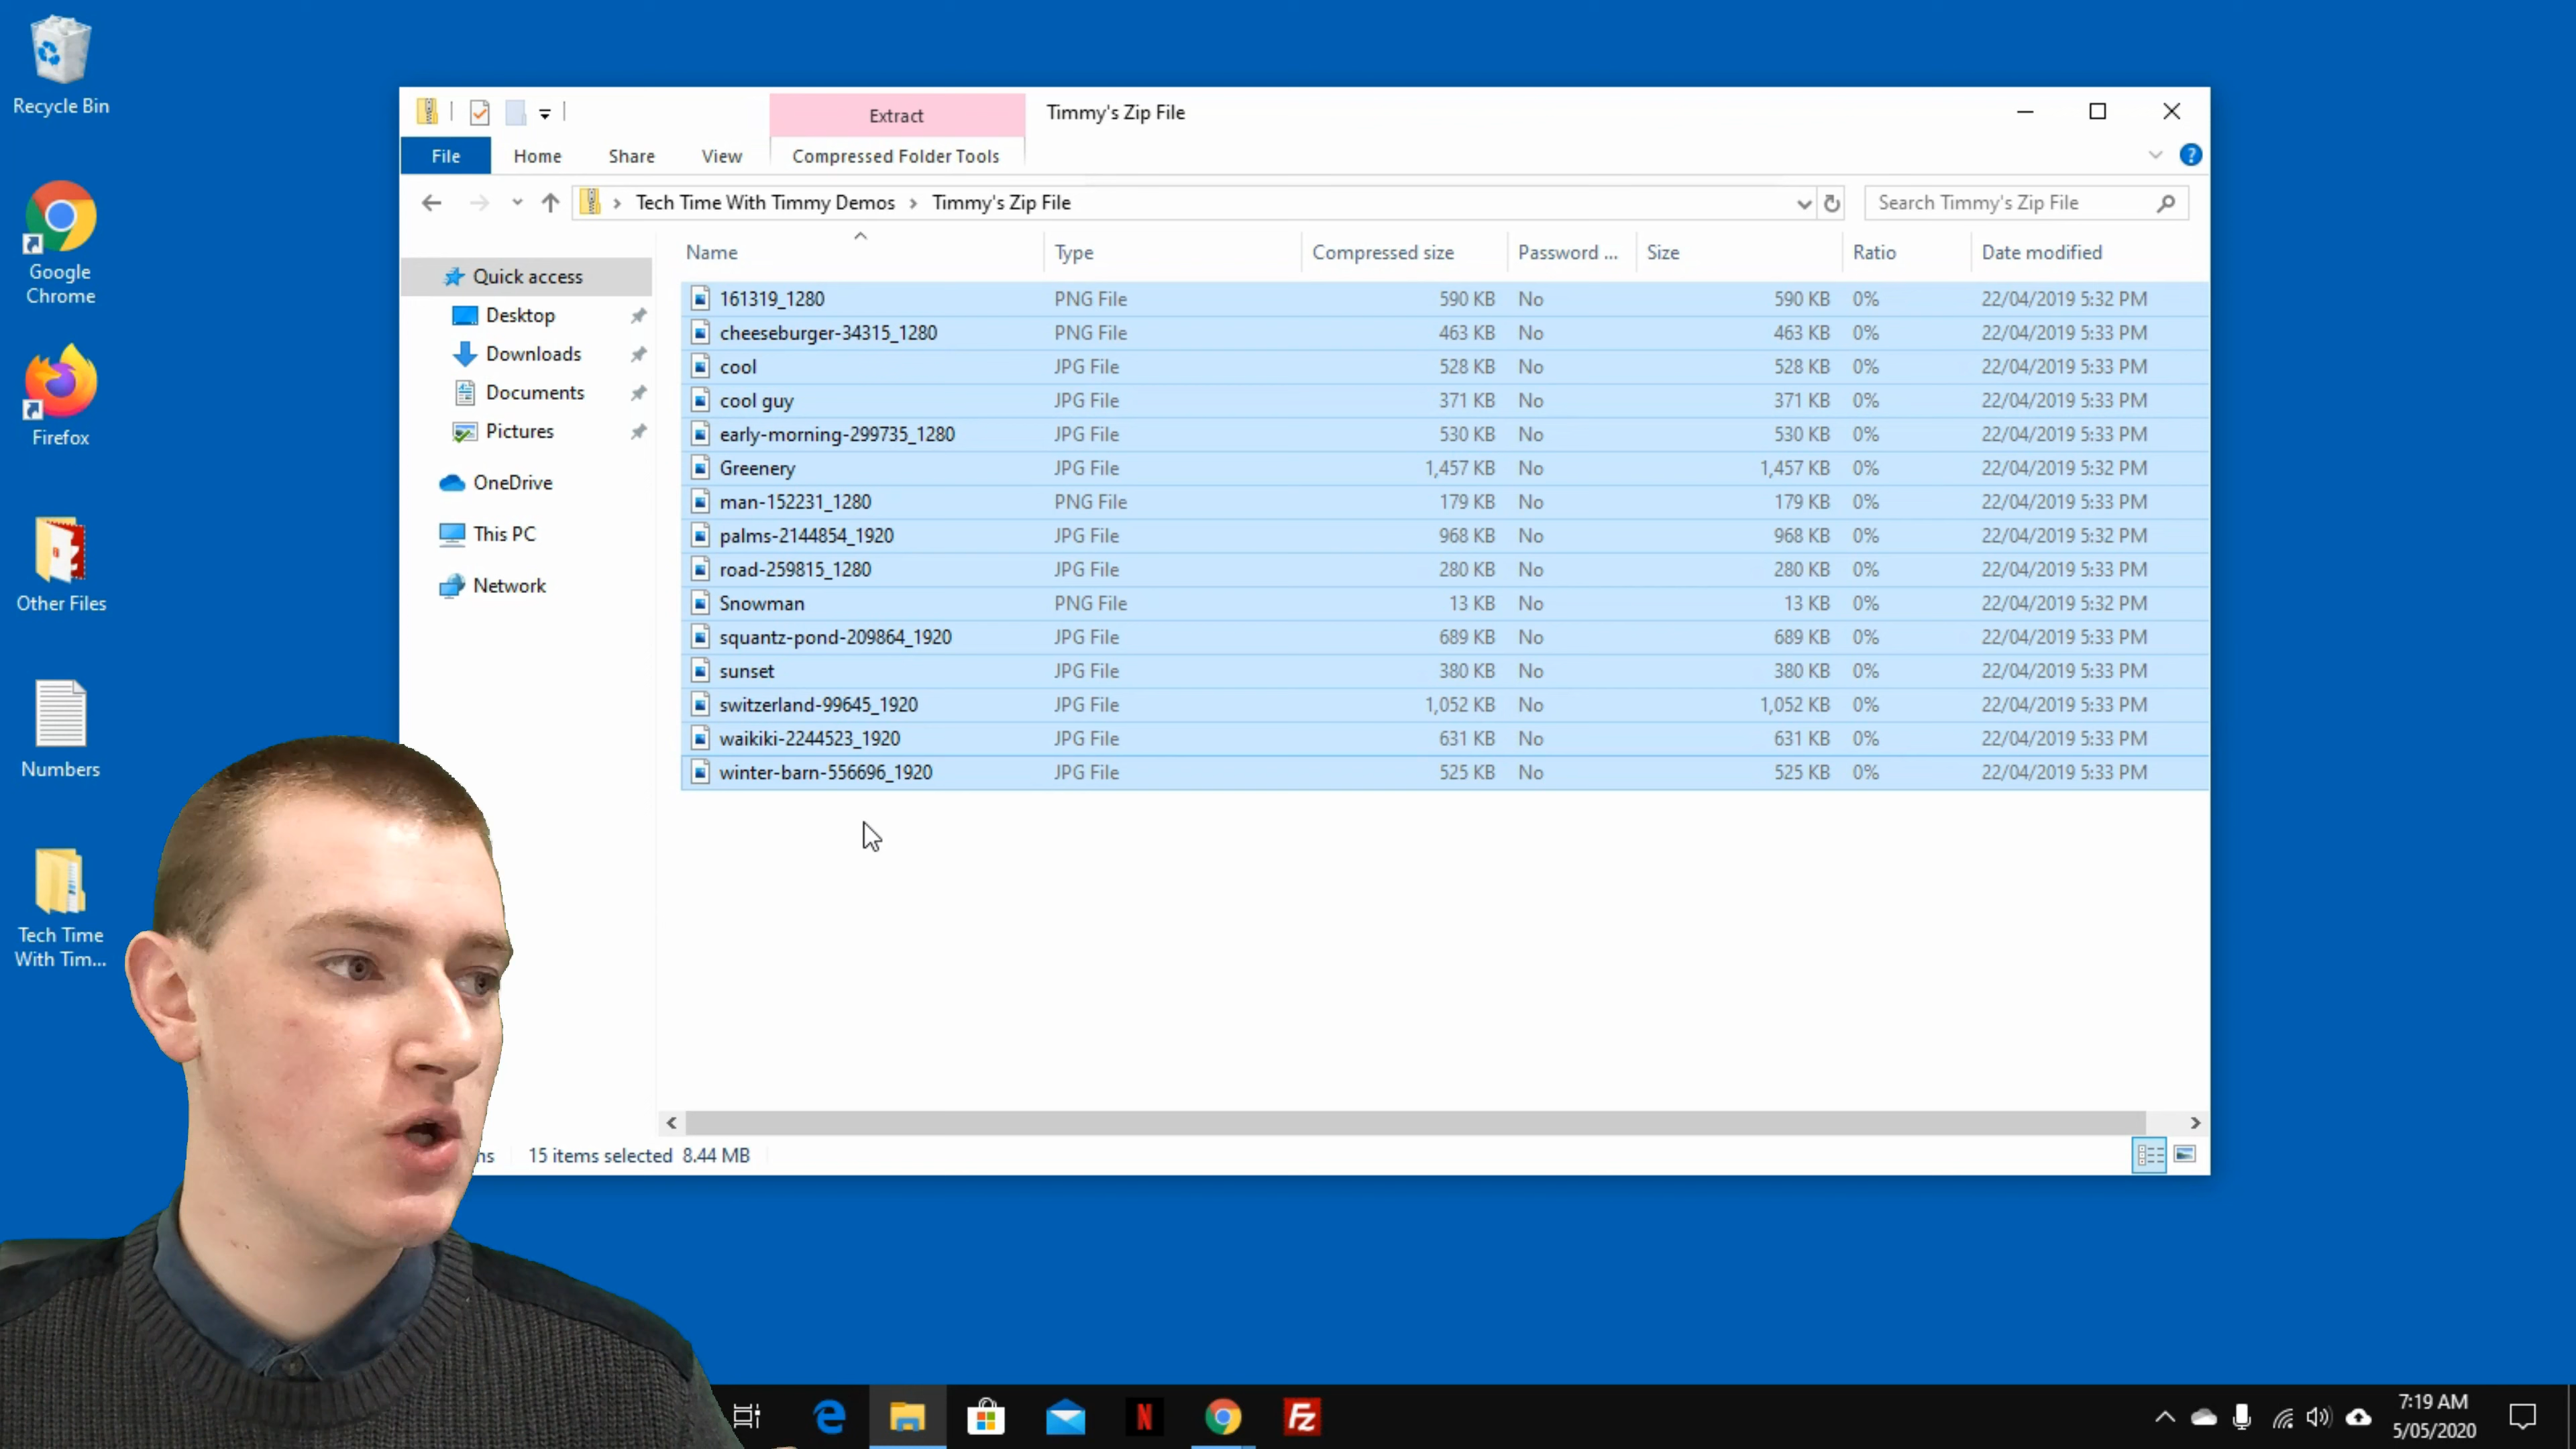 Recycle Bin
Google
Chrome
Firefox
Other Files
Numbers
Tech Time
With Tim...
Extract
Timmy's Zip File
File Home Share View Compressed Folder Tools
Tech Time With Timmy Demos > Timmy's Zip File
Search Timmy's Zip File
Quick access
Desktop
Downloads
Documents
Pictures
OneDrive
This PC
Network
Name Type Compressed size Password ... Size Ratio Date modified
161319_1280 PNG File 590 KB No 590 KB 0% 22/04/2019 5:32 PM
cheeseburger-34315_1280 PNG File 463 KB No 463 KB 0% 22/04/2019 5:33 PM
cool JPG File 528 KB No 528 KB 0% 22/04/2019 5:33 PM
cool guy JPG File 371 KB No 371 KB 0% 22/04/2019 5:33 PM
early-morning-299735_1280 JPG File 530 KB No 530 KB 0% 22/04/2019 5:33 PM
Greenery JPG File 1,457 KB No 1,457 KB 0% 22/04/2019 5:32 PM
man-152231_1280 PNG File 179 KB No 179 KB 0% 22/04/2019 5:33 PM
palms-2144854_1920 JPG File 968 KB No 968 KB 0% 22/04/2019 5:32 PM
road-259815_1280 JPG File 280 KB No 280 KB 0% 22/04/2019 5:33 PM
Snowman PNG File 13 KB No 13 KB 0% 22/04/2019 5:32 PM
squantz-pond-209864_1920 JPG File 689 KB No 689 KB 0% 22/04/2019 5:33 PM
sunset JPG File 380 KB No 380 KB 0% 22/04/2019 5:33 PM
switzerland-99645_1920 JPG File 1,052 KB No 1,052 KB 0% 22/04/2019 5:33 PM
waikiki-2244523_1920 JPG File 631 KB No 631 KB 0% 22/04/2019 5:33 PM
winter-barn-556696_1920 JPG File 525 KB No 525 KB 0% 22/04/2019 5:33 PM
15 items selected 8.44 MB
7:19 AM
5/05/2020